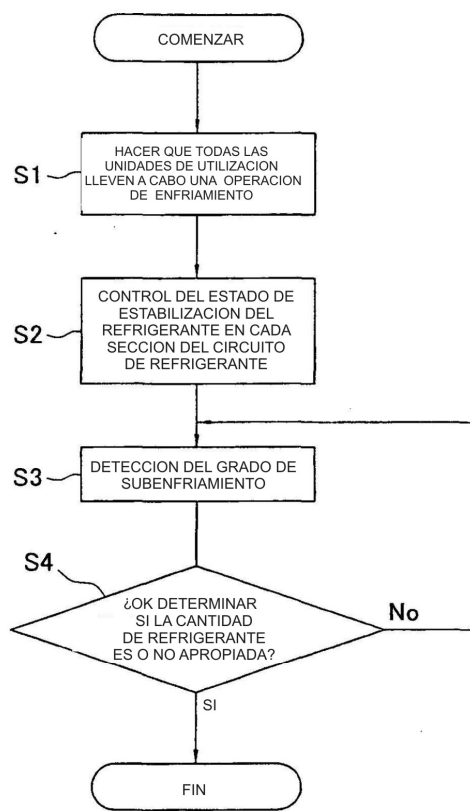 COMENZAR
S1
HACER QUE TODAS LAS
UNIDADES DE UTILIZACION
LLEVEN A CABO UNA OPERACION
DE ENFRIAMIENTO
S2
CONTROL DEL ESTADO DE
ESTABILIZACION DEL
REFRIGERANTE EN CADA
SECCION DEL CIRCUITO
DE REFRIGERANTE
S3
DETECCION DEL GRADO DE
SUBENFRIAMIENTO
S4
¿OK DETERMINAR
SI LA CANTIDAD
DE REFRIGERANTE
ES O NO APROPIADA?
No
SI
FIN